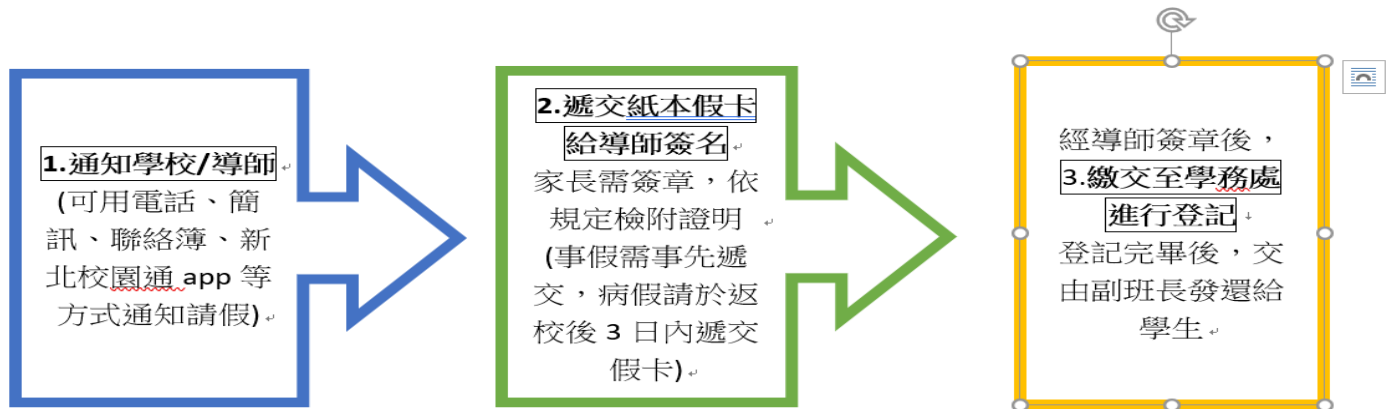 1.通知學校/導師
(可用電話、簡
訊、聯絡簿、新
北校園通 app 等
方式通知請假)
2.遞交紙本假卡
給導師簽名
家長需簽章，依
規定檢附證明
(事假需事先遞
交，病假請於返
校後 3 日內遞交
假卡)
經導師簽章後，
3.繳交至學務處
進行登記
登記完畢後，交
由副班長發還給
學生